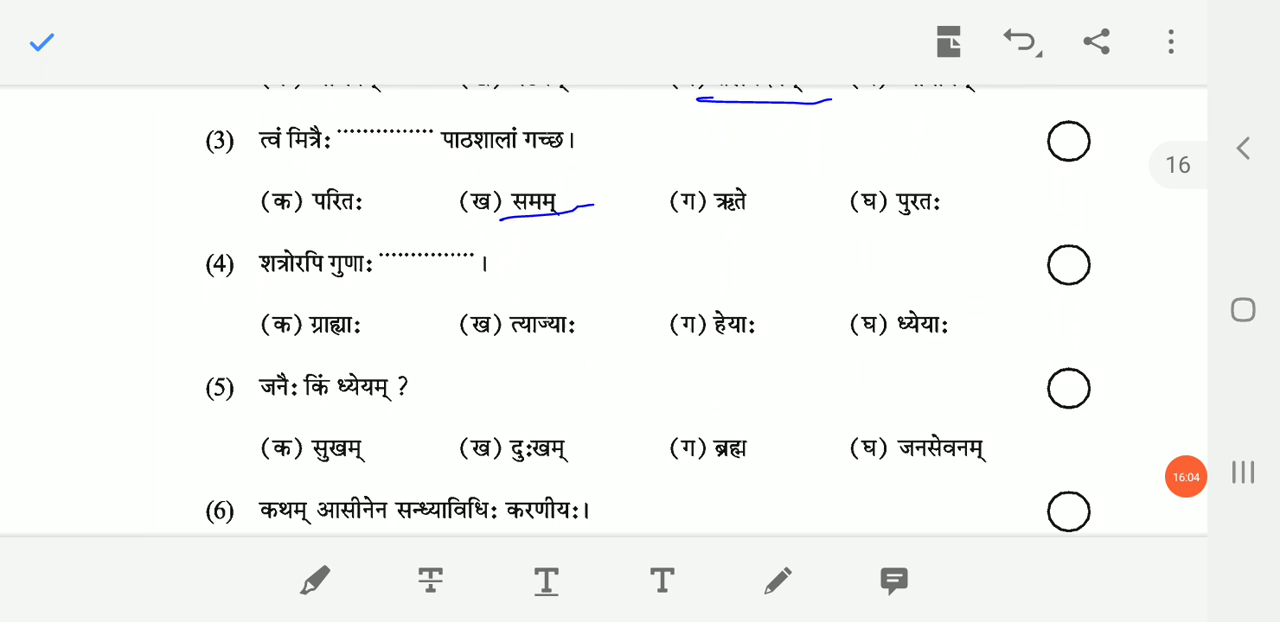 (3) त्वं मित्रैः ............... पाठशालां गच्छ।
16
(क) परितः (ख) समम् (ग) ऋते (घ) पुरतः
(4) शत्रोरपि गुणाः ............... ।
(क) ग्राह्याः (ख) त्याज्याः (ग) हेयाः (घ) ध्येयाः
(5) जनैः किं ध्येयम् ?
(क) सुखम् (ख) दुःखम् (ग) ब्रह्म (घ) जनसेवनम्
16:04
(6) कथम् आसीनेन सन्ध्याविधिः करणीयः।
T T T